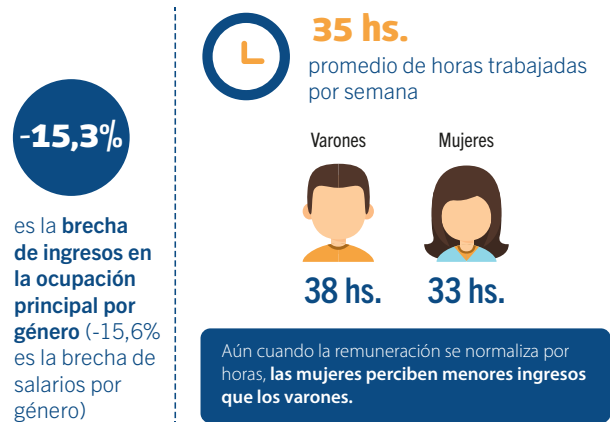 -15,3%
es la brecha
de ingresos en
la ocupación
principal por
género (-15,6%
es la brecha de
salarios por
género)
35 hs.
promedio de horas trabajadas
por semana
Varones
Mujeres
38 hs.
33 hs.
Aún cuando la remuneración se normaliza por
horas, las mujeres perciben menores ingresos
que los varones.